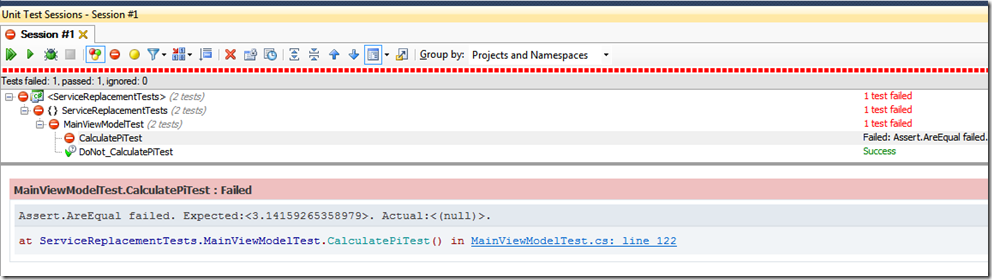 Unit Test Sessions - Session #1
Session #1
Group by: Projects and Namespaces
Tests failed: 1, passed: 1, ignored: 0
<ServiceReplacementTests> (2 tests) 1 test failed
{} ServiceReplacementTests (2 tests) 1 test failed
MainViewModelTest (2 tests) 1 test failed
CalculatePiTest Failed: Assert.AreEqual failed.
DoNot_CalculatePiTest Success
MainViewModelTest.CalculatePiTest : Failed
Assert.AreEqual failed. Expected:<3.14159265358979>. Actual:<(null)>.
at ServiceReplacementTests.MainViewModelTest.CalculatePiTest() in MainViewModelTest.cs: line 122